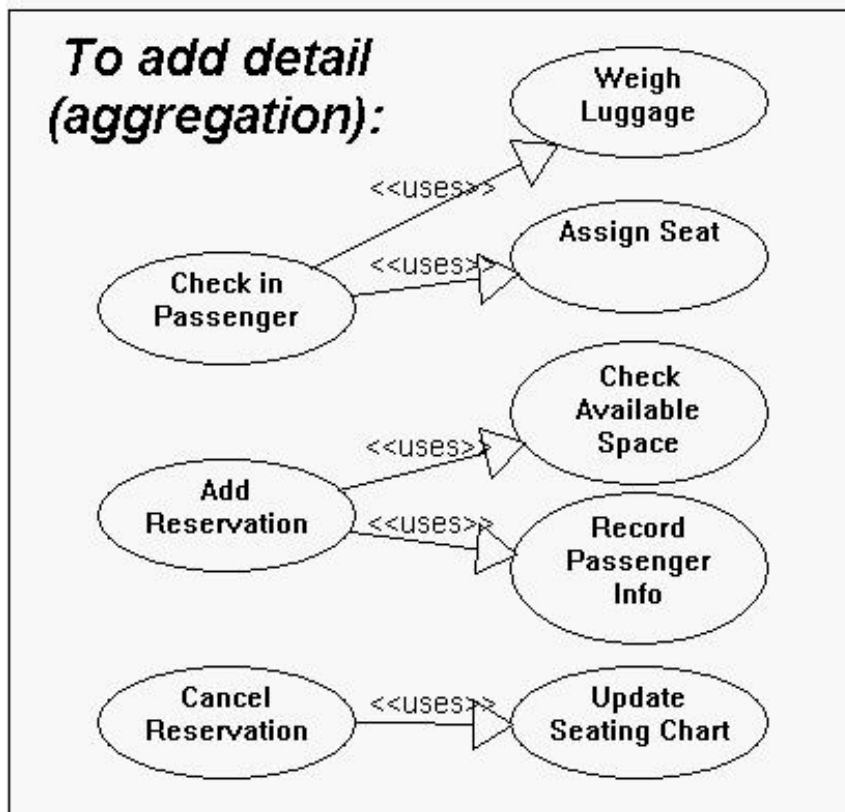 To add detail
(aggregation):
Weigh
Luggage
<<uses>>
Assign Seat
<<uses>>
Check in
Passenger
Check
Available
Space
<<uses>>
Add
Reservation
<<uses>>
Record
Passenger
Info
Cancel
Reservation
<<uses>>
Update
Seating Chart